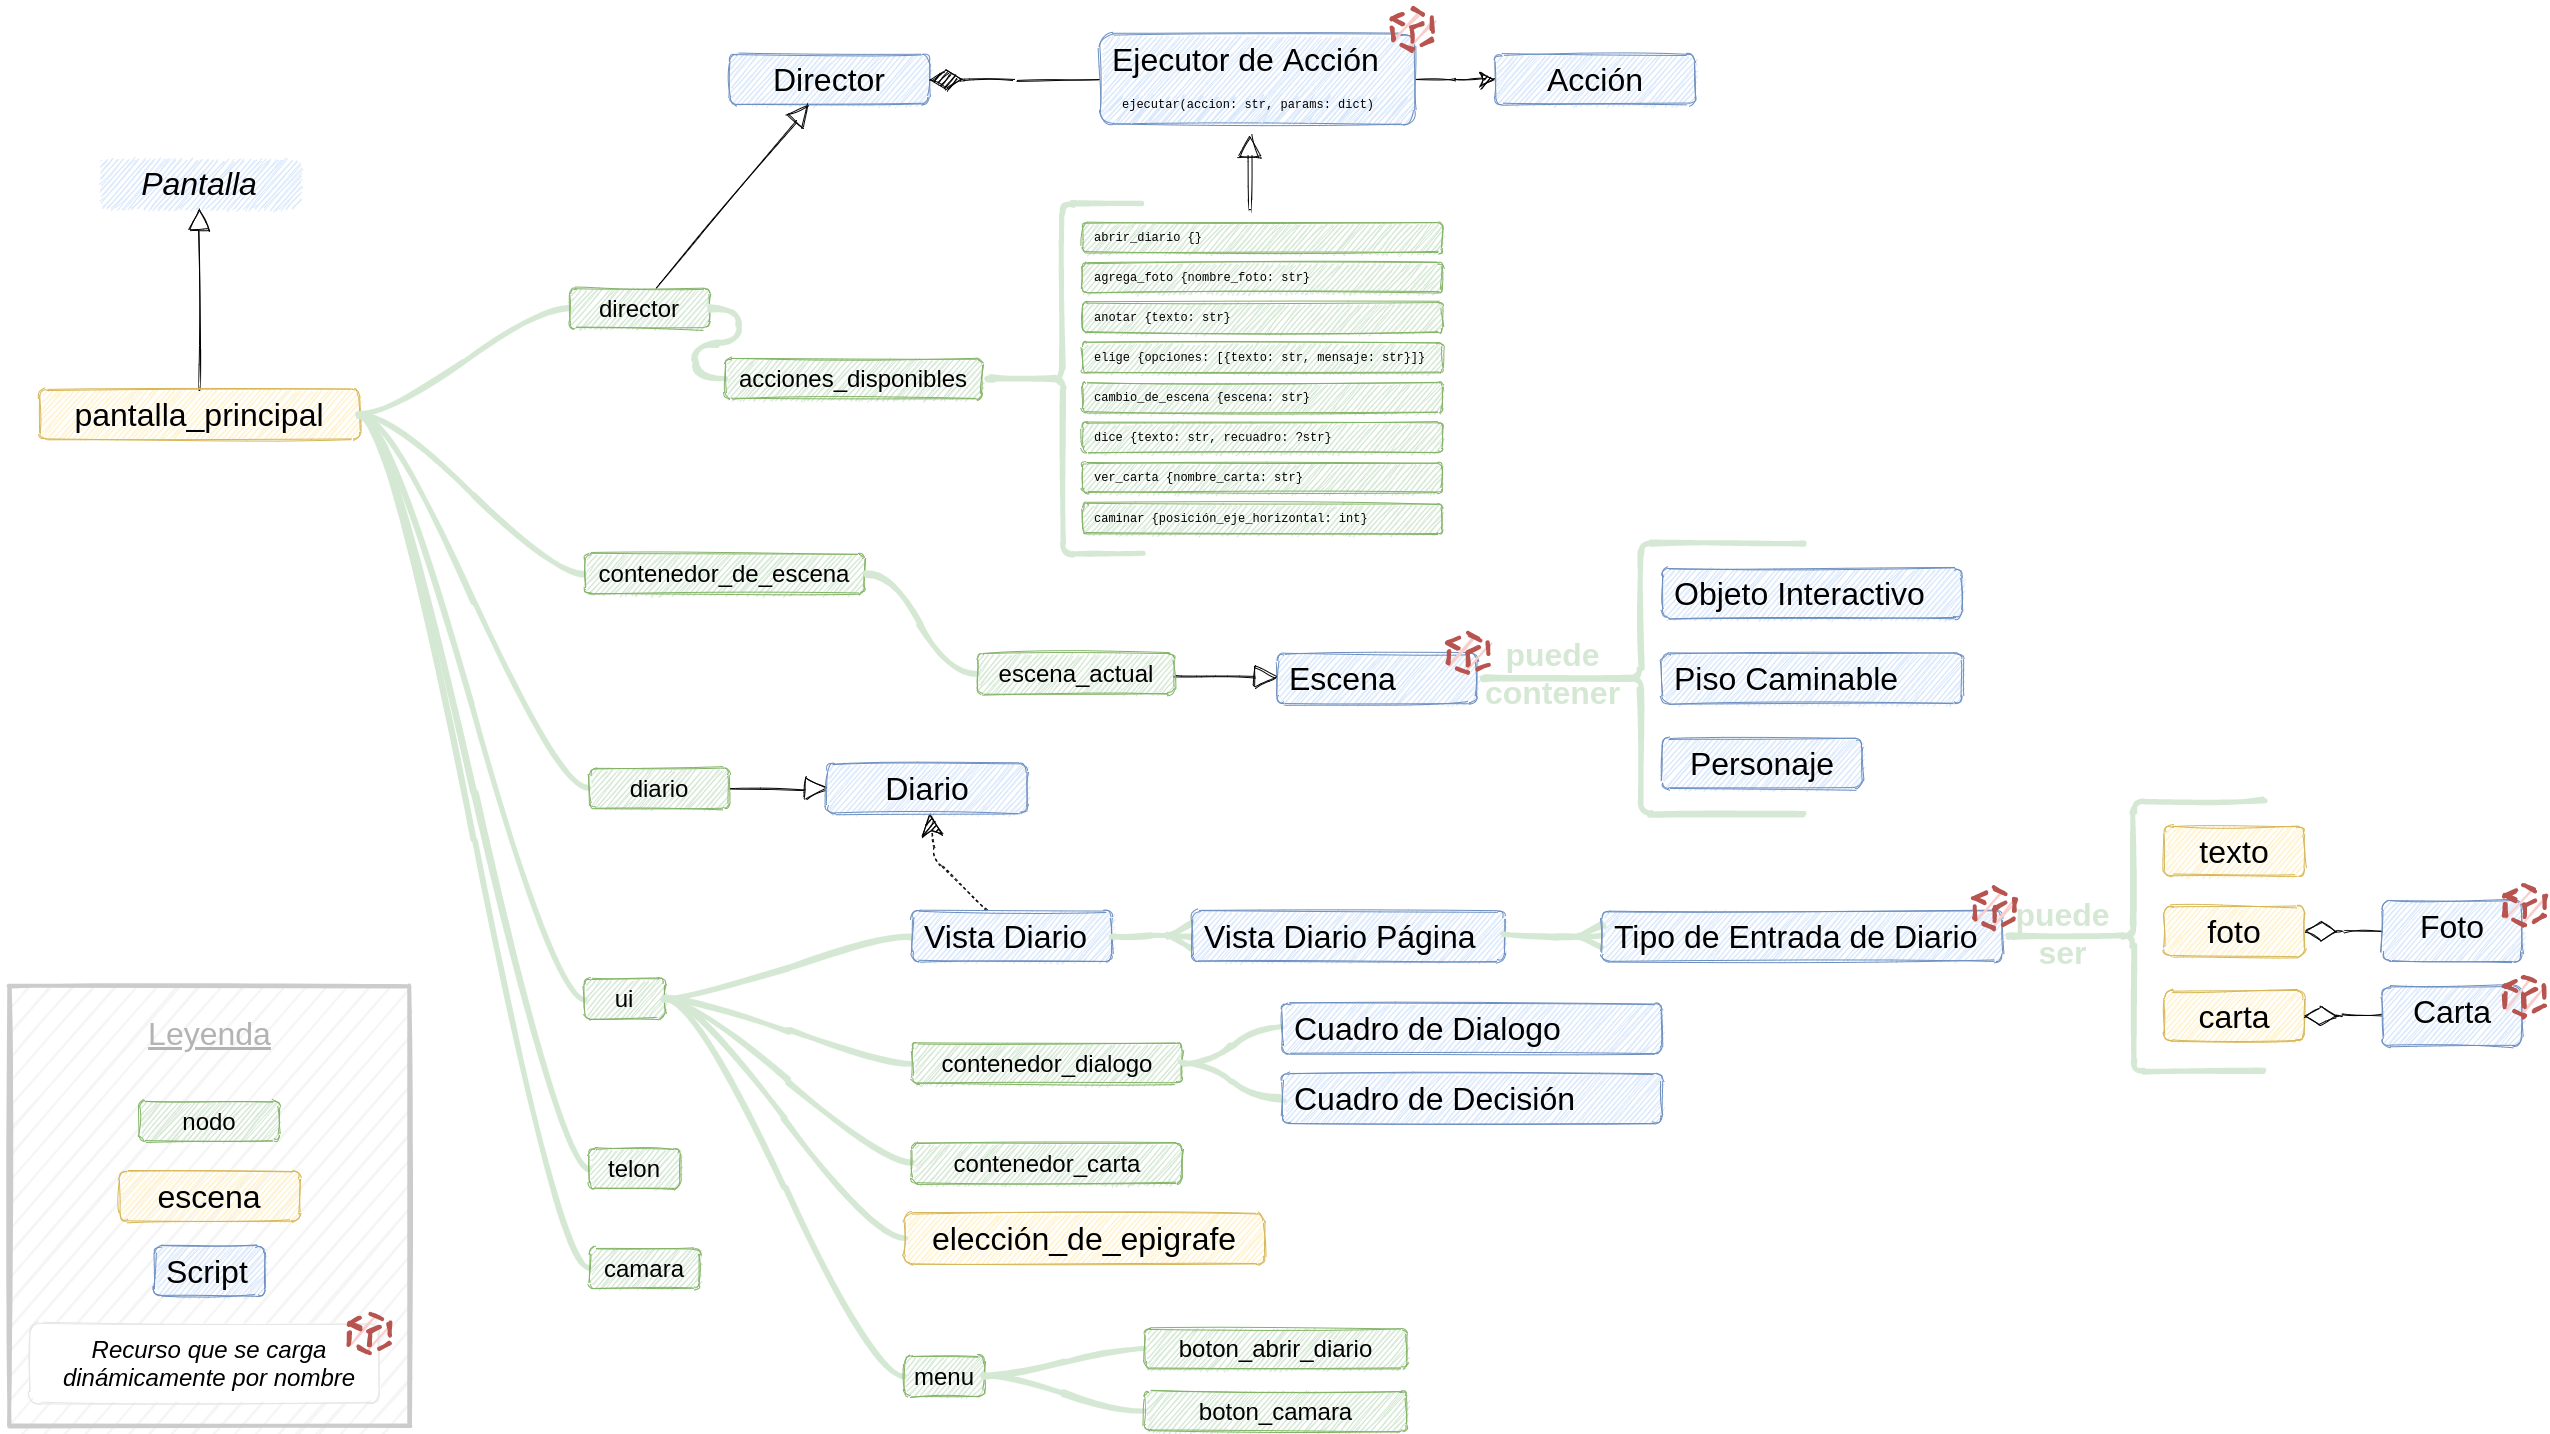 Director
Ejecutor de Acción
ejecutar(accion: str, params: dict)
Acción
Pantalla
pantalla_principal
director
acciones_disponibles
abrir_diario {}
agrega_foto {nombre_foto: str}
anotar {texto: str}
elige {opciones: [{texto: str, mensaje: str}]}
cambio_de_escena {escena: str}
dice {texto: str, recuadro: ?str}
ver_carta {nombre_carta: str}
caminar {posición_eje_horizontal: int}
contenedor_de_escena
escena_actual
Escena
puede
contener
Objeto Interactivo
Piso Caminable
Personaje
diario
Diario
ui
Vista Diario
Vista Diario Página
Tipo de Entrada de Diario
puede
ser
texto
foto
Foto
carta
Carta
contenedor_dialogo
Cuadro de Dialogo
Cuadro de Decisión
contenedor_carta
elección_de_epigrafe
menu
boton_abrir_diario
boton_camara
telon
camara
Leyenda
nodo
escena
Script
Recurso que se carga
dinámicamente por nombre